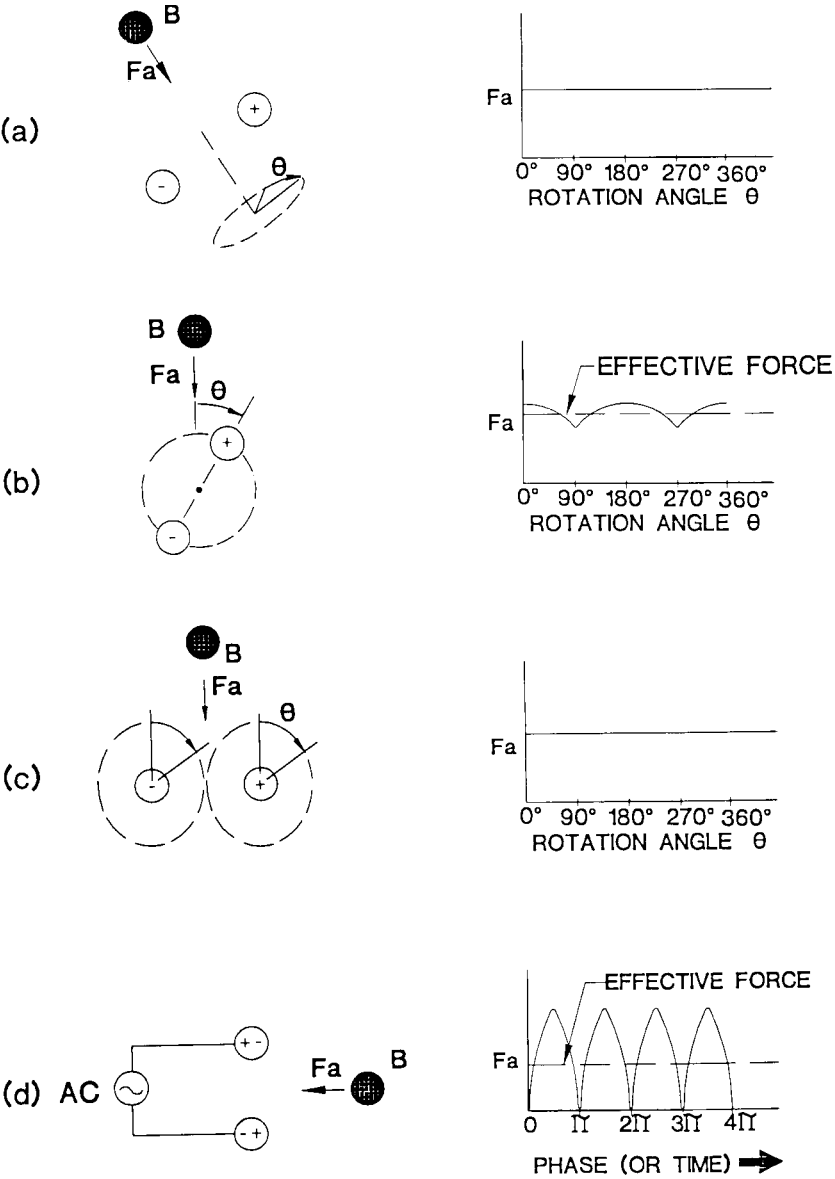 B
Fa
(a)
+
-
θ
Fa
0° 90° 180° 270° 360°
ROTATION ANGLE θ
B
Fa
θ
(b)
+
-
EFFECTIVE FORCE
Fa
0° 90° 180° 270° 360°
ROTATION ANGLE θ
B
Fa
θ
(c)
-
+
Fa
0° 90° 180° 270° 360°
ROTATION ANGLE θ
(d) AC
+ -
- +
Fa
B
EFFECTIVE FORCE
Fa
0 π 2π 3π 4π
PHASE (OR TIME)